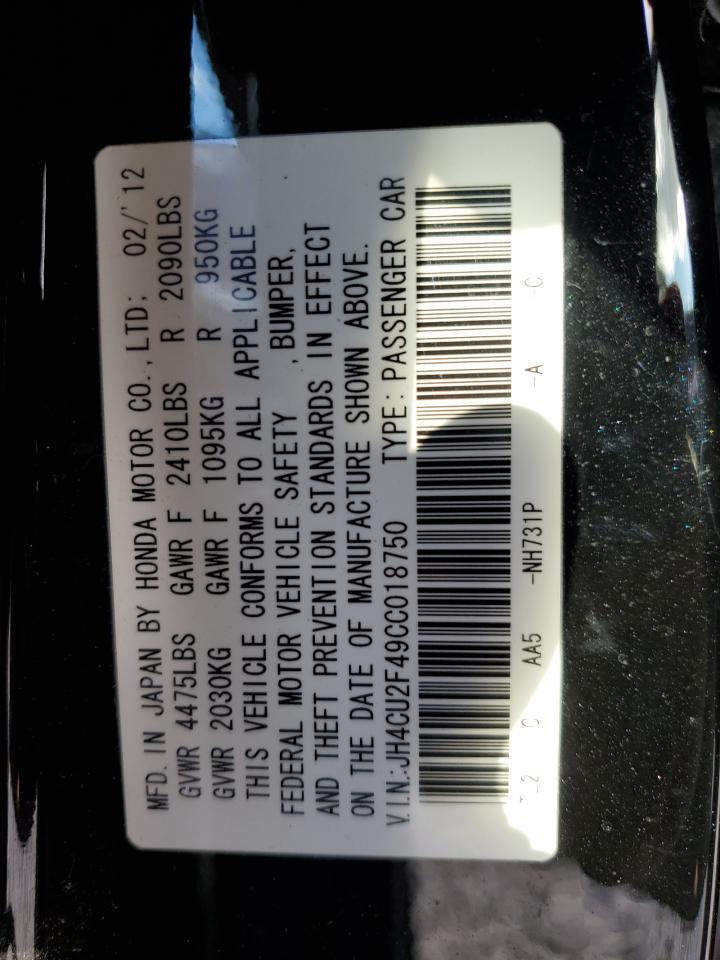 MFD. IN JAPAN BY HONDA MOTOR CO.,LTD; 02/'12
GVWR 4475LBS GAWR F 2410LBS R 2090LBS
GVWR 2030KG GAWR F 1095KG R 950KG
THIS VEHICLE CONFORMS TO ALL APPLICABLE
FEDERAL MOTOR VEHICLE SAFETY , BUMPER,
AND THEFT PREVENTION STANDARDS IN EFFECT
ON THE DATE OF MANUFACTURE SHOWN ABOVE.
V.I.N.:JH4CU2F49CC018750 TYPE:PASSENGER CAR
T_2 C AA5 -NH731P -A -C